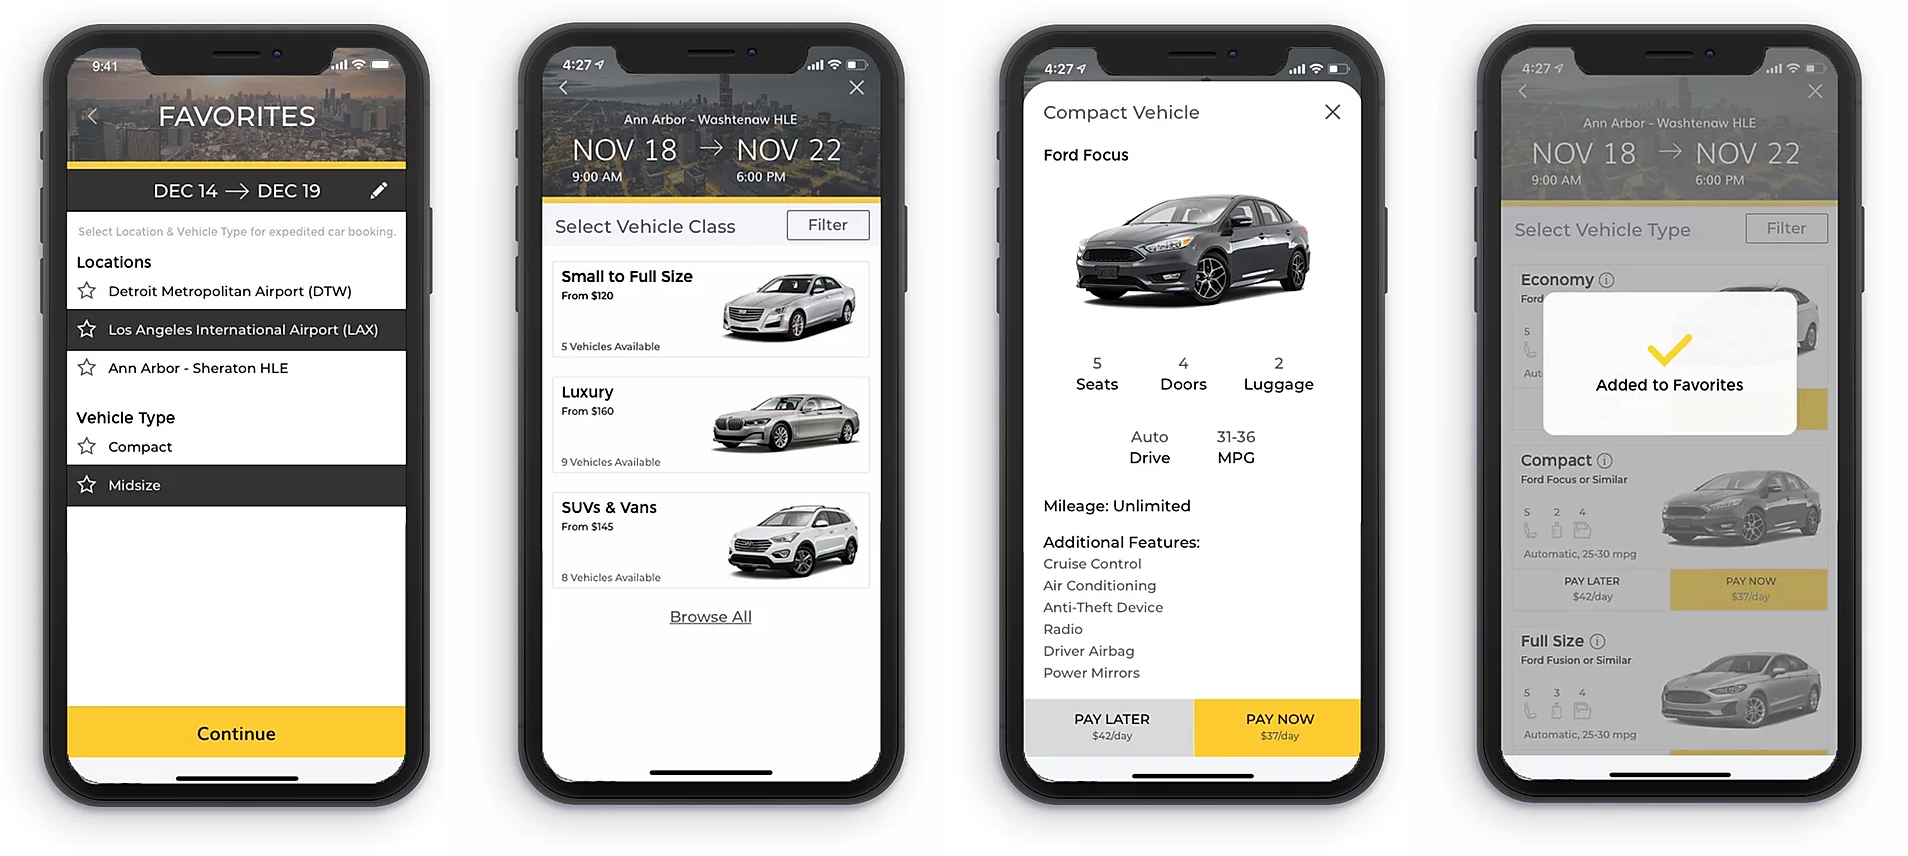 9:41
FAVORITES
DEC 14 → DEC 19
Select Location & Vehicle Type for expedited car booking.
Locations
Detroit Metropolitan Airport (DTW)
Los Angeles International Airport (LAX)
Ann Arbor - Sheraton HLE
Vehicle Type
Compact
Midsize
Continue
4:27
Ann Arbor - Washtenaw HLE
NOV 18 → NOV 22
9:00 AM 6:00 PM
Select Vehicle Class Filter
Small to Full Size
From $120
5 Vehicles Available
Luxury
From $160
9 Vehicles Available
SUVs & Vans
From $145
8 Vehicles Available
Browse All
4:27
Compact Vehicle
Ford Focus
5 4 2
Seats Doors Luggage
Auto 31-36
Drive MPG
Mileage: Unlimited
Additional Features:
Cruise Control
Air Conditioning
Anti-Theft Device
Radio
Driver Airbag
Power Mirrors
PAY LATER PAY NOW
$42/day $37/day
4:27
Ann Arbor - Washtenaw HLE
NOV 18 → NOV 22
9:00 AM 6:00 PM
Select Vehicle Type Filter
Economy
Ford
5
Aut
Added to Favorites
Compact
Ford Focus or Similar
5 2 4
Automatic, 25-30 mpg
PAY LATER PAY NOW
$42/day $37/day
Full Size
Ford Fusion or Similar
5 3 4
Automatic, 25-30 mpg